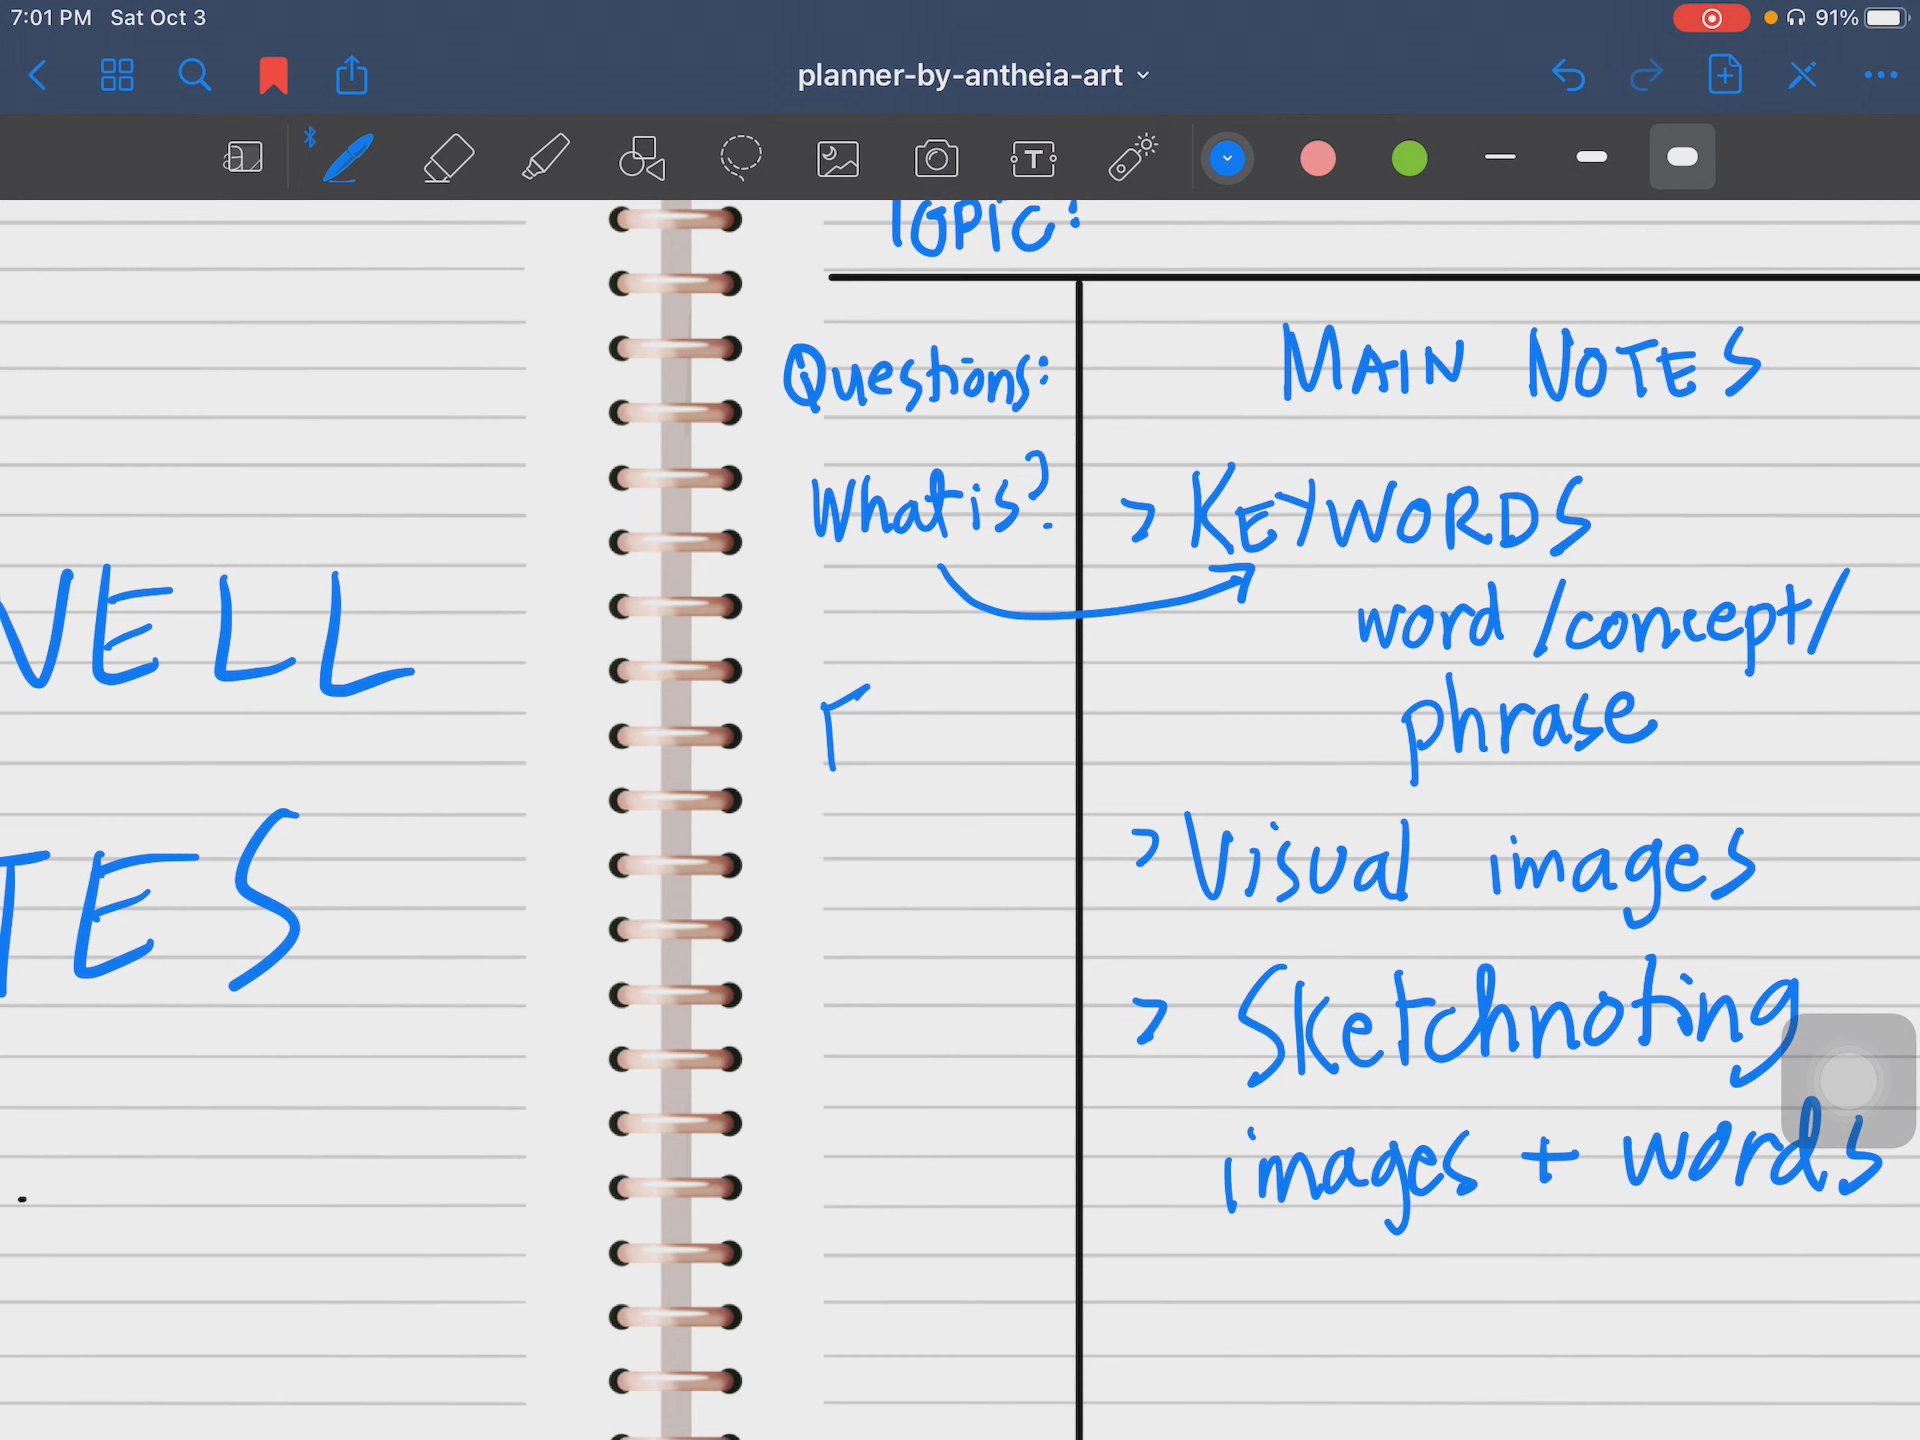 7:01 PM Sat Oct 3
91%
planner-by-antheia-art
Topic:
Questions:
MAIN NOTES
What is?
> KEYWORDS
word/concept/
phrase
> Visual images
> Sketchnoting
images + words
NELL
TES